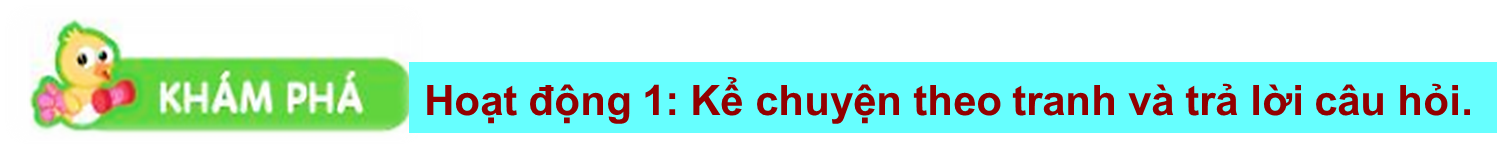 KHÁM PHÁ
Hoạt động 1: Kể chuyện theo tranh và trả lời câu hỏi.